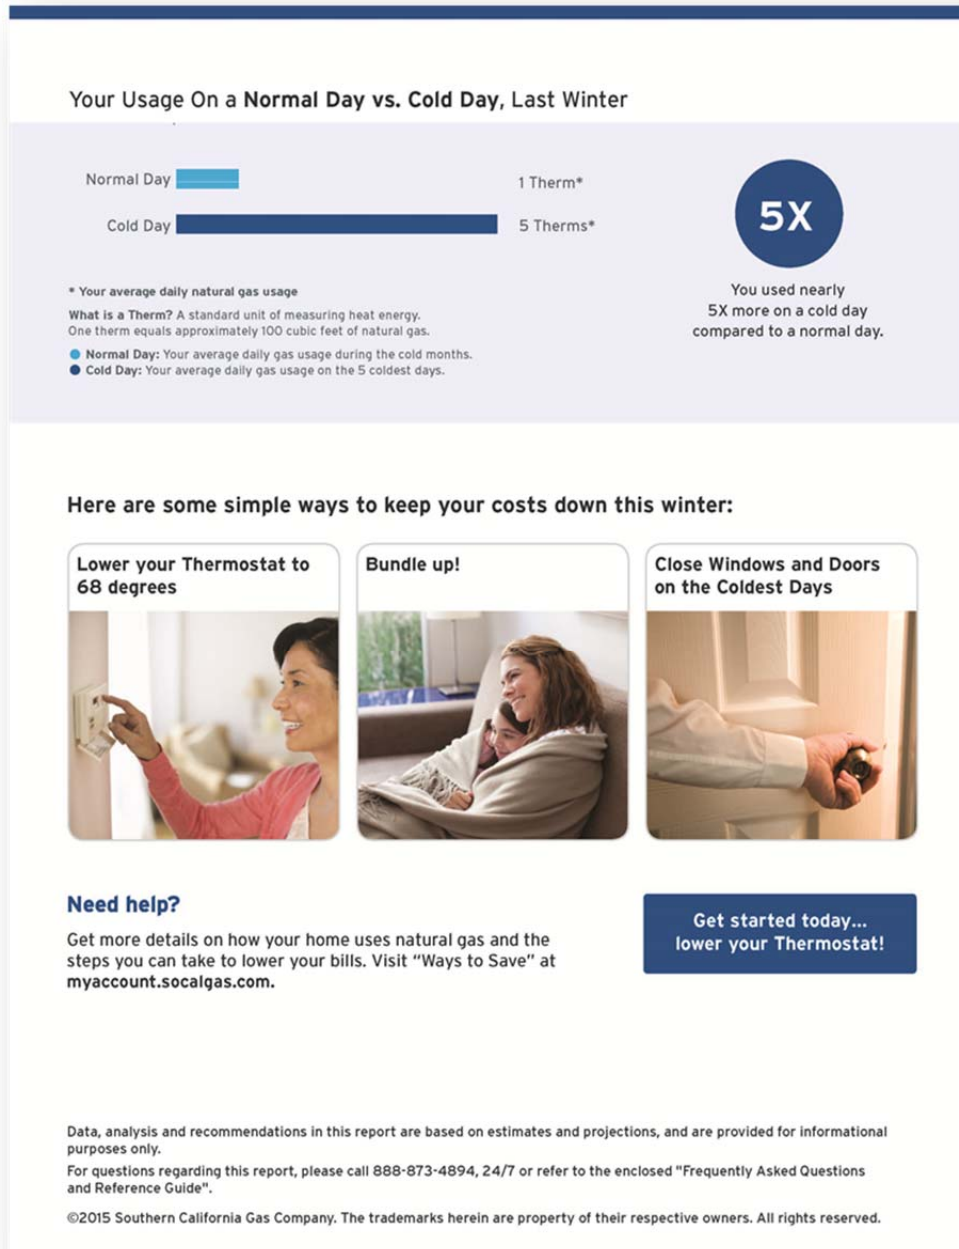 Your Usage On a Normal Day vs. Cold Day, Last Winter
Normal Day
1 Therm*
Cold Day
5 Therms*
5X
You used nearly
5X more on a cold day
compared to a normal day.
* Your average daily natural gas usage
What is a Therm? A standard unit of measuring heat energy.
One therm equals approximately 100 cubic feet of natural gas.
Normal Day: Your average daily gas usage during the cold months.
Cold Day: Your average daily gas usage on the 5 coldest days.
Here are some simple ways to keep your costs down this winter:
Lower your Thermostat to
68 degrees
Bundle up!
Close Windows and Doors
on the Coldest Days
Need help?
Get more details on how your home uses natural gas and the
steps you can take to lower your bills. Visit “Ways to Save” at
myaccount.socalgas.com.
Get started today...
lower your Thermostat!
Data, analysis and recommendations in this report are based on estimates and projections, and are provided for informational
purposes only.
For questions regarding this report, please call 888-873-4894, 24/7 or refer to the enclosed "Frequently Asked Questions
and Reference Guide".
©2015 Southern California Gas Company. The trademarks herein are property of their respective owners. All rights reserved.